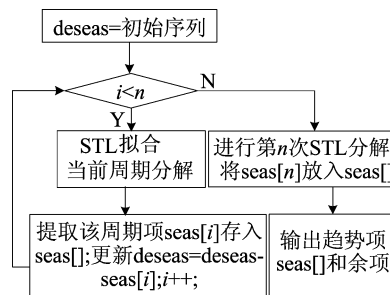 deseas=初始序列
i<n
N
Y
STL拟合
当前周期分解
进行第n次STL分解
将seas[n]放入seas[]
提取该周期项seas[i]存入
seas[];更新deseas=deseas-
seas[i];i++;
输出趋势项
seas[]和余项